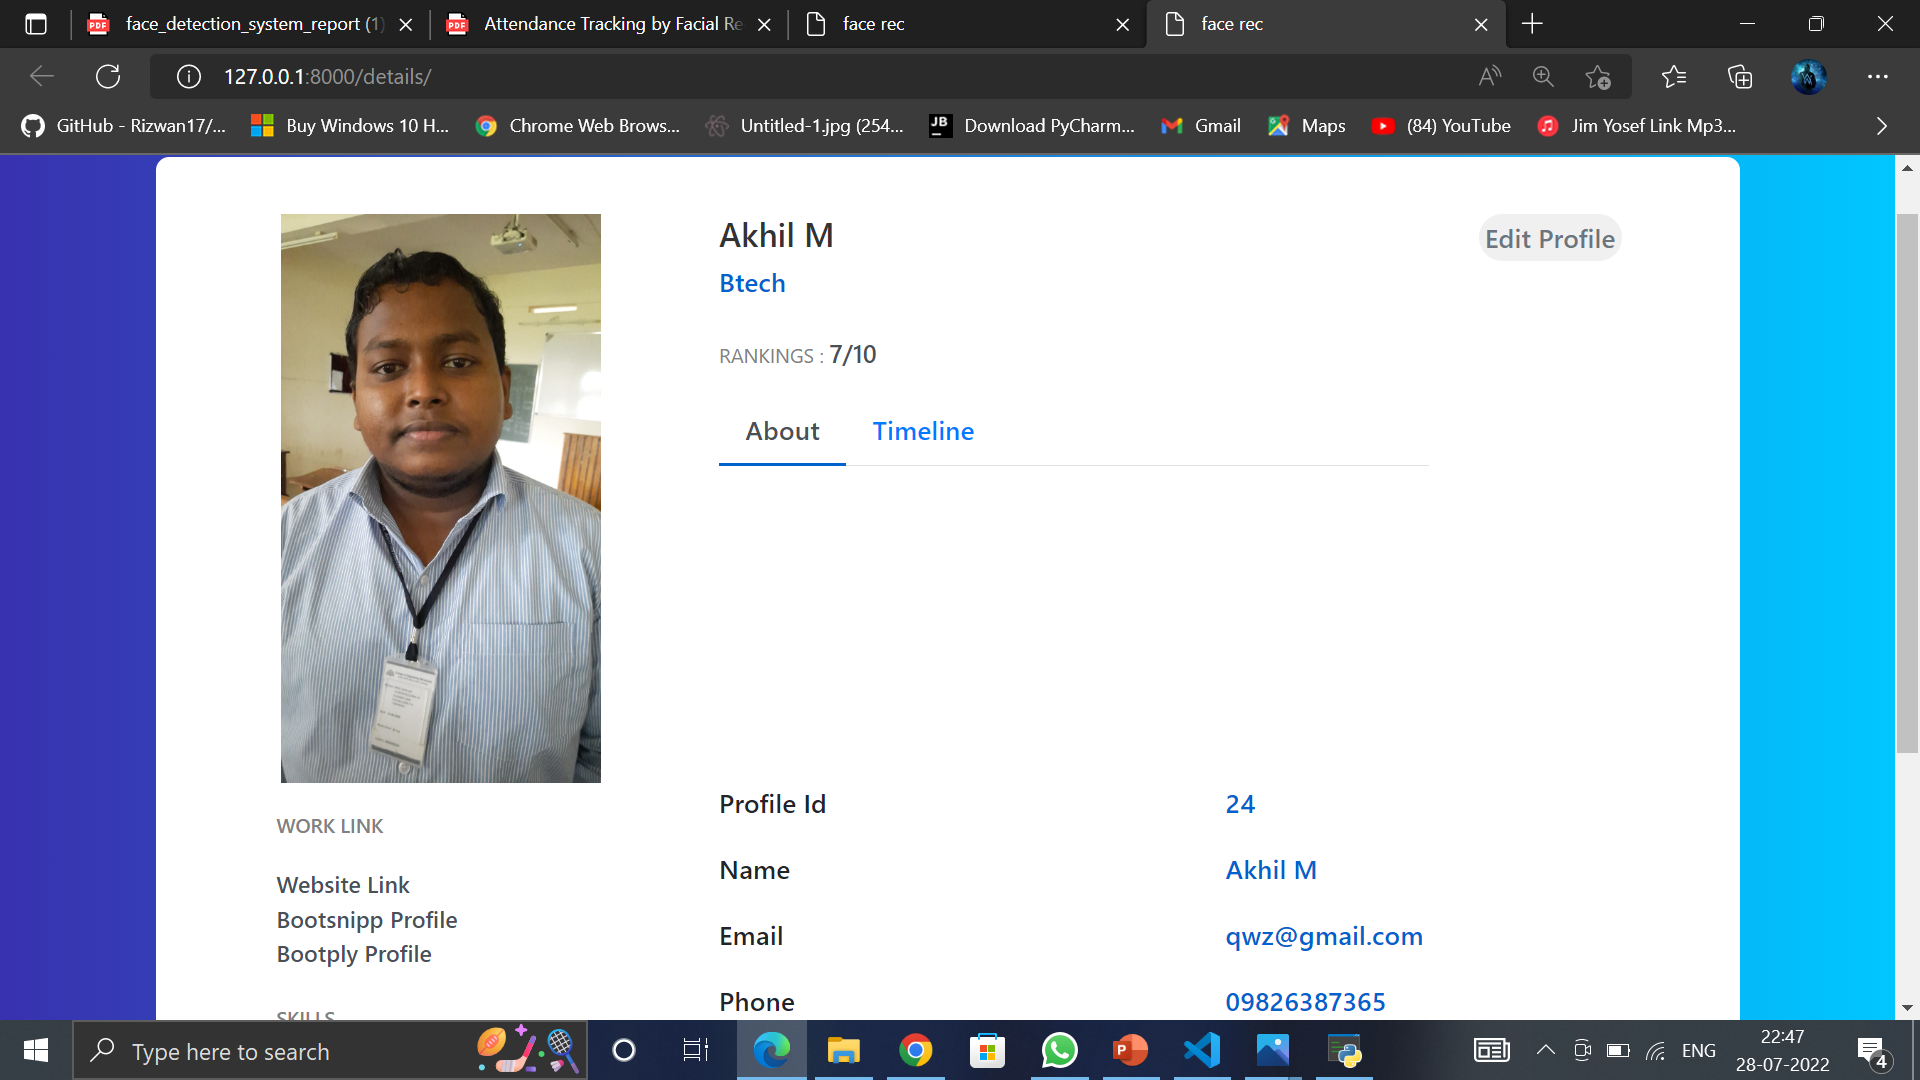 face_detection_system_report (1)
Attendance Tracking by Facial Re
face rec
face rec
127.0.0.1:8000/details/
GitHub - Rizwan17/...
Buy Windows 10 H...
Chrome Web Brows...
Untitled-1.jpg (254...
Download PyCharm...
Gmail
Maps
(84) YouTube
Jim Yosef Link Mp3...
Akhil M
Edit Profile
Btech
RANKINGS : 7/10
About
Timeline
WORK LINK
Website Link
Bootsnipp Profile
Bootply Profile
SKILLS
Profile Id 24
Name Akhil M
Email qwz@gmail.com
Phone 09826387365
Type here to search
ENG
22:47
28-07-2022
4